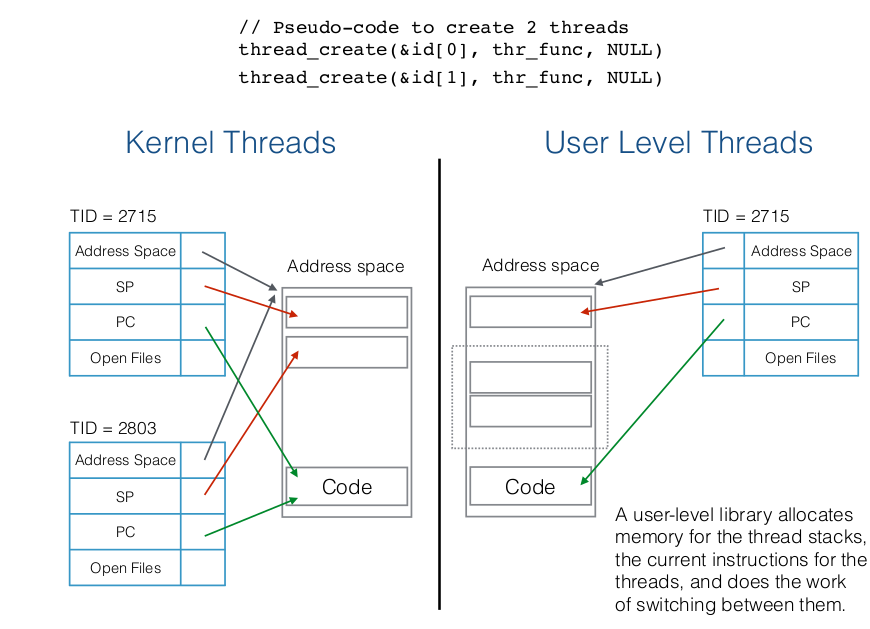 // Pseudo-code to create 2 threads
thread_create(&id[0], thr_func, NULL)
thread_create(&id[1], thr_func, NULL)
Kernel Threads
TID = 2715
Address Space
SP
PC
Open Files
TID = 2803
Address Space
SP
PC
Open Files
Address space
Code
User Level Threads
Address space
Code
TID = 2715
Address Space
SP
PC
Open Files
A user-level library allocates
memory for the thread stacks,
the current instructions for the
threads, and does the work
of switching between them.